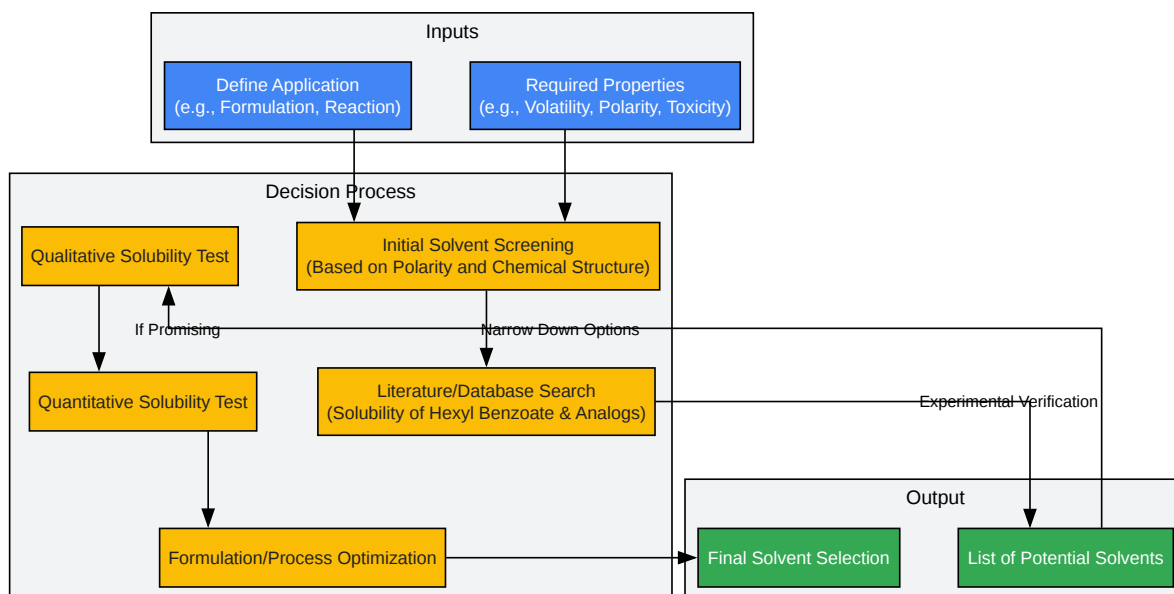 Inputs
Define Application
(e.g., Formulation, Reaction)
Required Properties
(e.g., Volatility, Polarity, Toxicity)
Decision Process
Qualitative Solubility Test
Initial Solvent Screening
(Based on Polarity and Chemical Structure)
If Promising
Narrow Down Options
Quantitative Solubility Test
Literature/Database Search
(Solubility of Hexyl Benzoate & Analogs)
Experimental Verification
Output
Formulation/Process Optimization
Final Solvent Selection
List of Potential Solvents